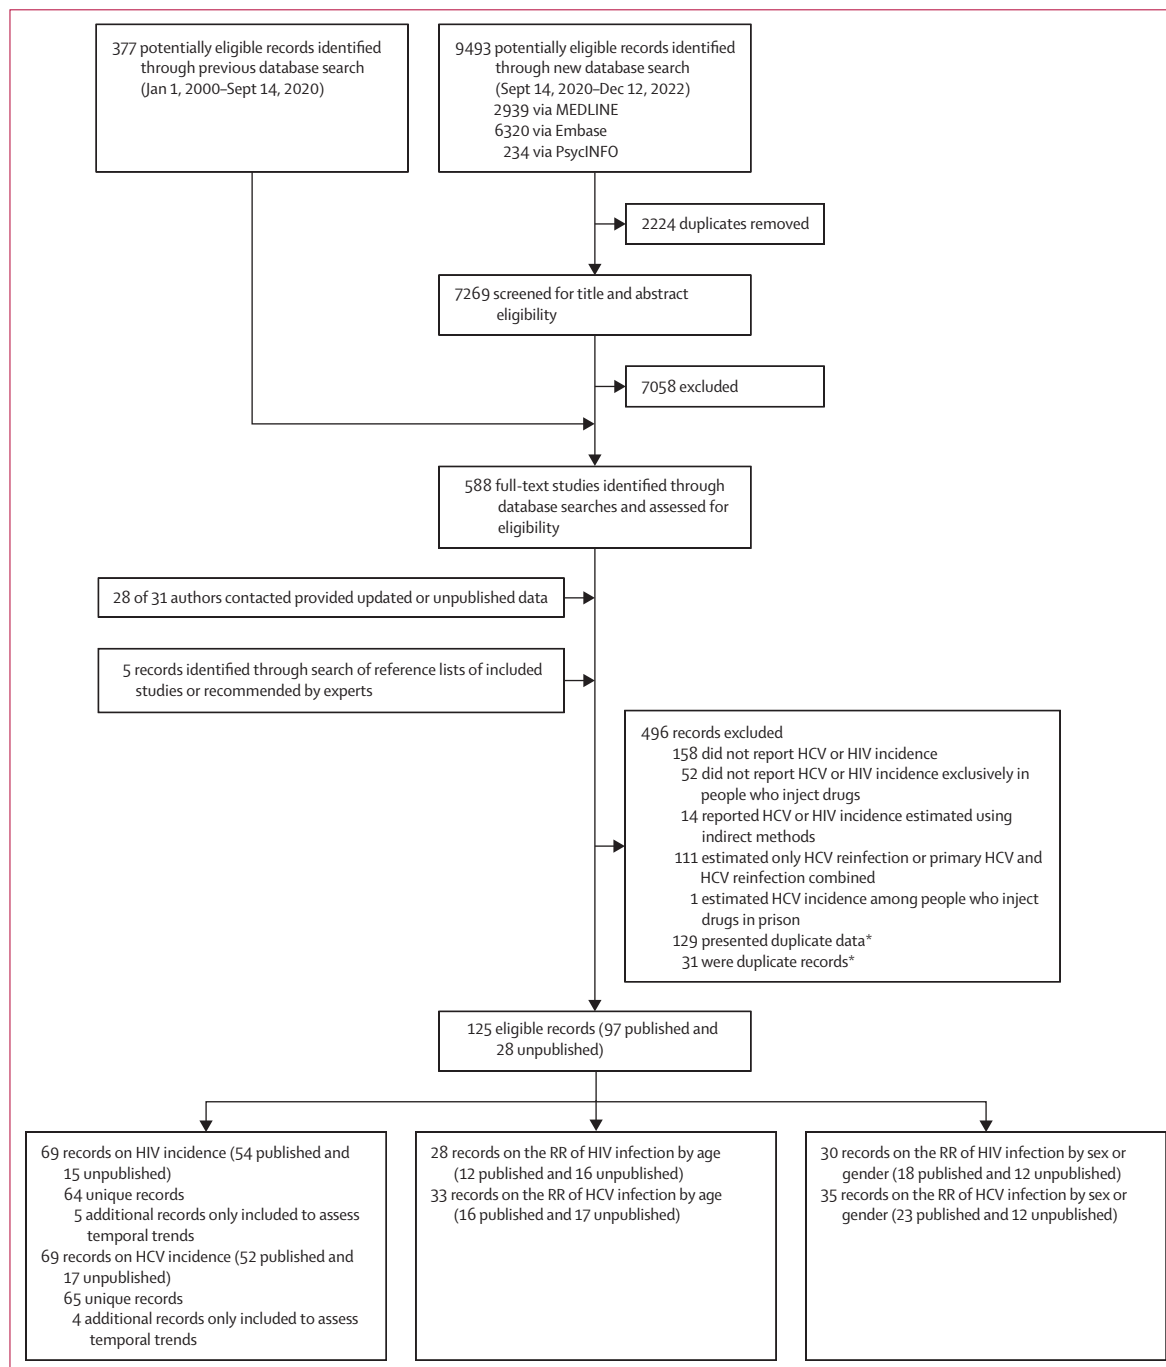 377 potentially eligible records identified
through previous database search
(Jan 1, 2000–Sept 14, 2020)
9493 potentially eligible records identified
through new database search
(Sept 14, 2020–Dec 12, 2022)
2939 via MEDLINE
6320 via Embase
234 via PsycINFO
2224 duplicates removed
7269 screened for title and abstract
eligibility
7058 excluded
588 full-text studies identified through
database searches and assessed for
eligibility
28 of 31 authors contacted provided updated or unpublished data
5 records identified through search of reference lists of included
studies or recommended by experts
496 records excluded
158 did not report HCV or HIV incidence
52 did not report HCV or HIV incidence exclusively in
people who inject drugs
14 reported HCV or HIV incidence estimated using
indirect methods
111 estimated only HCV reinfection or primary HCV and
HCV reinfection combined
1 estimated HCV incidence among people who inject
drugs in prison
129 presented duplicate data*
31 were duplicate records*
125 eligible records (97 published and
28 unpublished)
69 records on HIV incidence (54 published and
15 unpublished)
64 unique records
5 additional records only included to assess
temporal trends
69 records on HCV incidence (52 published and
17 unpublished)
65 unique records
4 additional records only included to assess
temporal trends
28 records on the RR of HIV infection by age
(12 published and 16 unpublished)
33 records on the RR of HCV infection by age
(16 published and 17 unpublished)
30 records on the RR of HIV infection by sex or
gender (18 published and 12 unpublished)
35 records on the RR of HCV infection by sex or
gender (23 published and 12 unpublished)